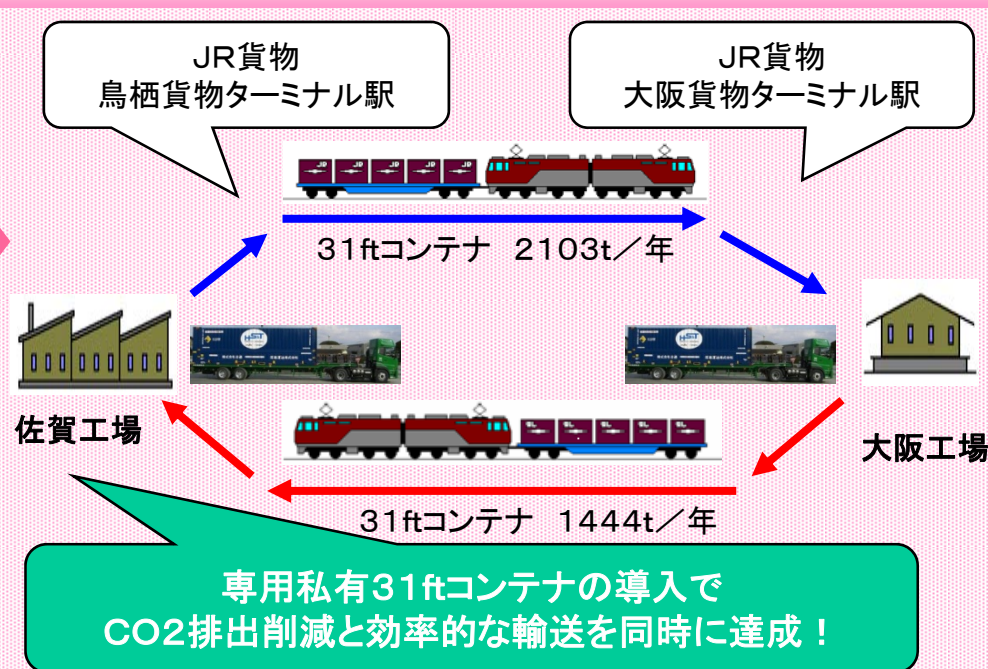 JR貨物
鳥栖貨物ターミナル駅
JR貨物
大阪貨物ターミナル駅
31ftコンテナ 2103t／年
佐賀工場
大阪工場
31ftコンテナ 1444t／年
専用私有31ftコンテナの導入で
CO2排出削減と効率的な輸送を同時に達成！